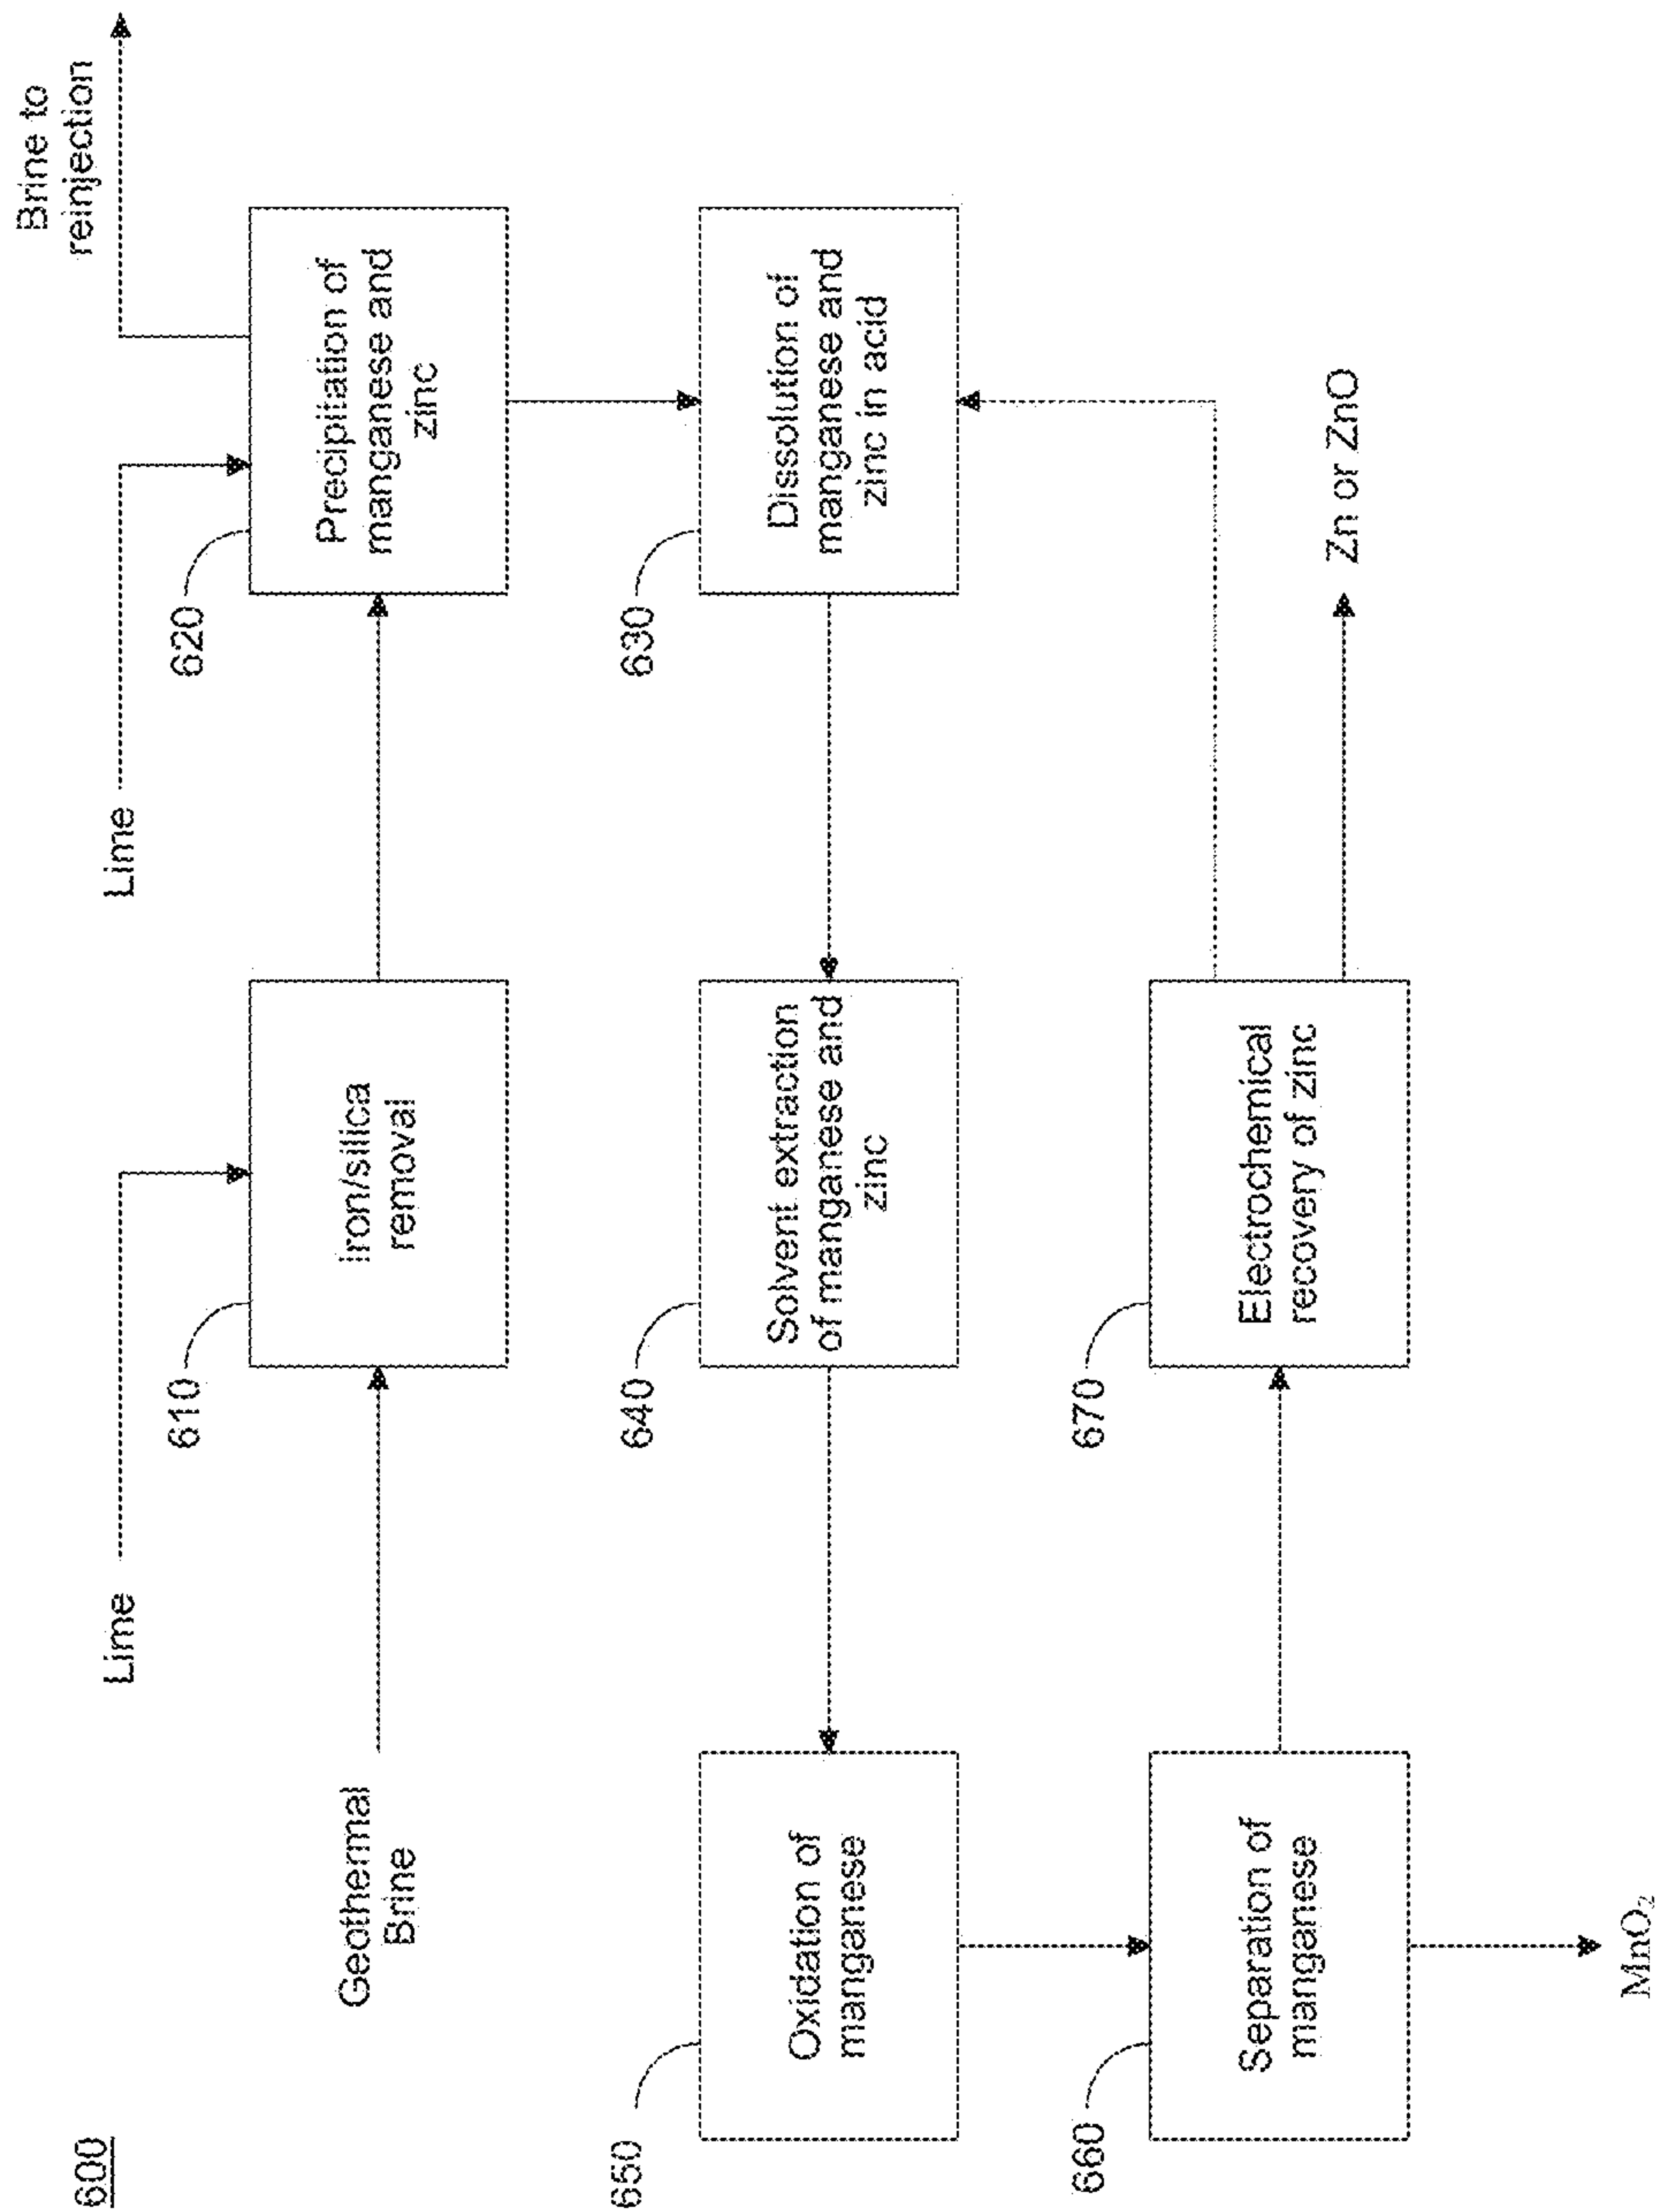 600
Brine to
reinjection
Lime
Lime
610
620
Geothermal
Brine
Iron/silica
removal
Precipitation of
manganese and
zinc
650
640
630
Oxidation of
manganese
Solvent extraction
of manganese and
zinc
Dissolution of
manganese and
zinc in acid
660
670
Separation of
manganese
Electrochemical
recovery of zinc
Zn or ZnO
MnO₂